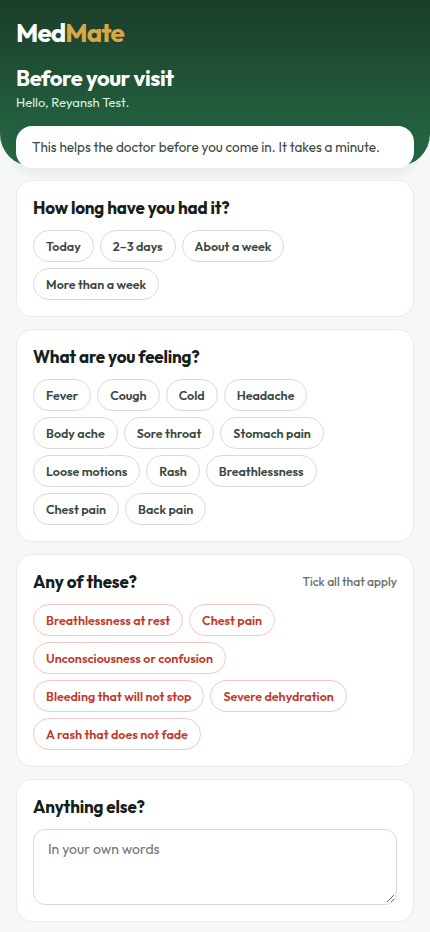 MedMate
Before your visit
Hello, Reyansh Test.
This helps the doctor before you come in. It takes a minute.
How long have you had it?
Today 2–3 days About a week
More than a week
What are you feeling?
Fever Cough Cold Headache
Body ache Sore throat Stomach pain
Loose motions Rash Breathlessness
Chest pain Back pain
Any of these? Tick all that apply
Breathlessness at rest Chest pain
Unconsciousness or confusion
Bleeding that will not stop Severe dehydration
A rash that does not fade
Anything else?
In your own words